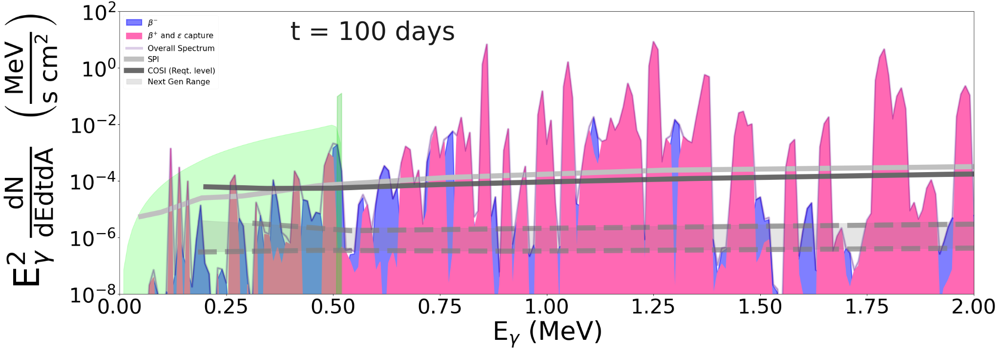 t = 100 days
β⁻
β⁺ and ε capture
Overall Spectrum
SPI
COSI (Reqt. level)
Next Gen Range
E²ᵧ dN/dEdtdA (MeV/s cm²)
10²
10⁰
10⁻²
10⁻⁴
10⁻⁶
10⁻⁸
0.00 0.25 0.50 0.75 1.00 1.25 1.50 1.75 2.00
Eᵧ (MeV)